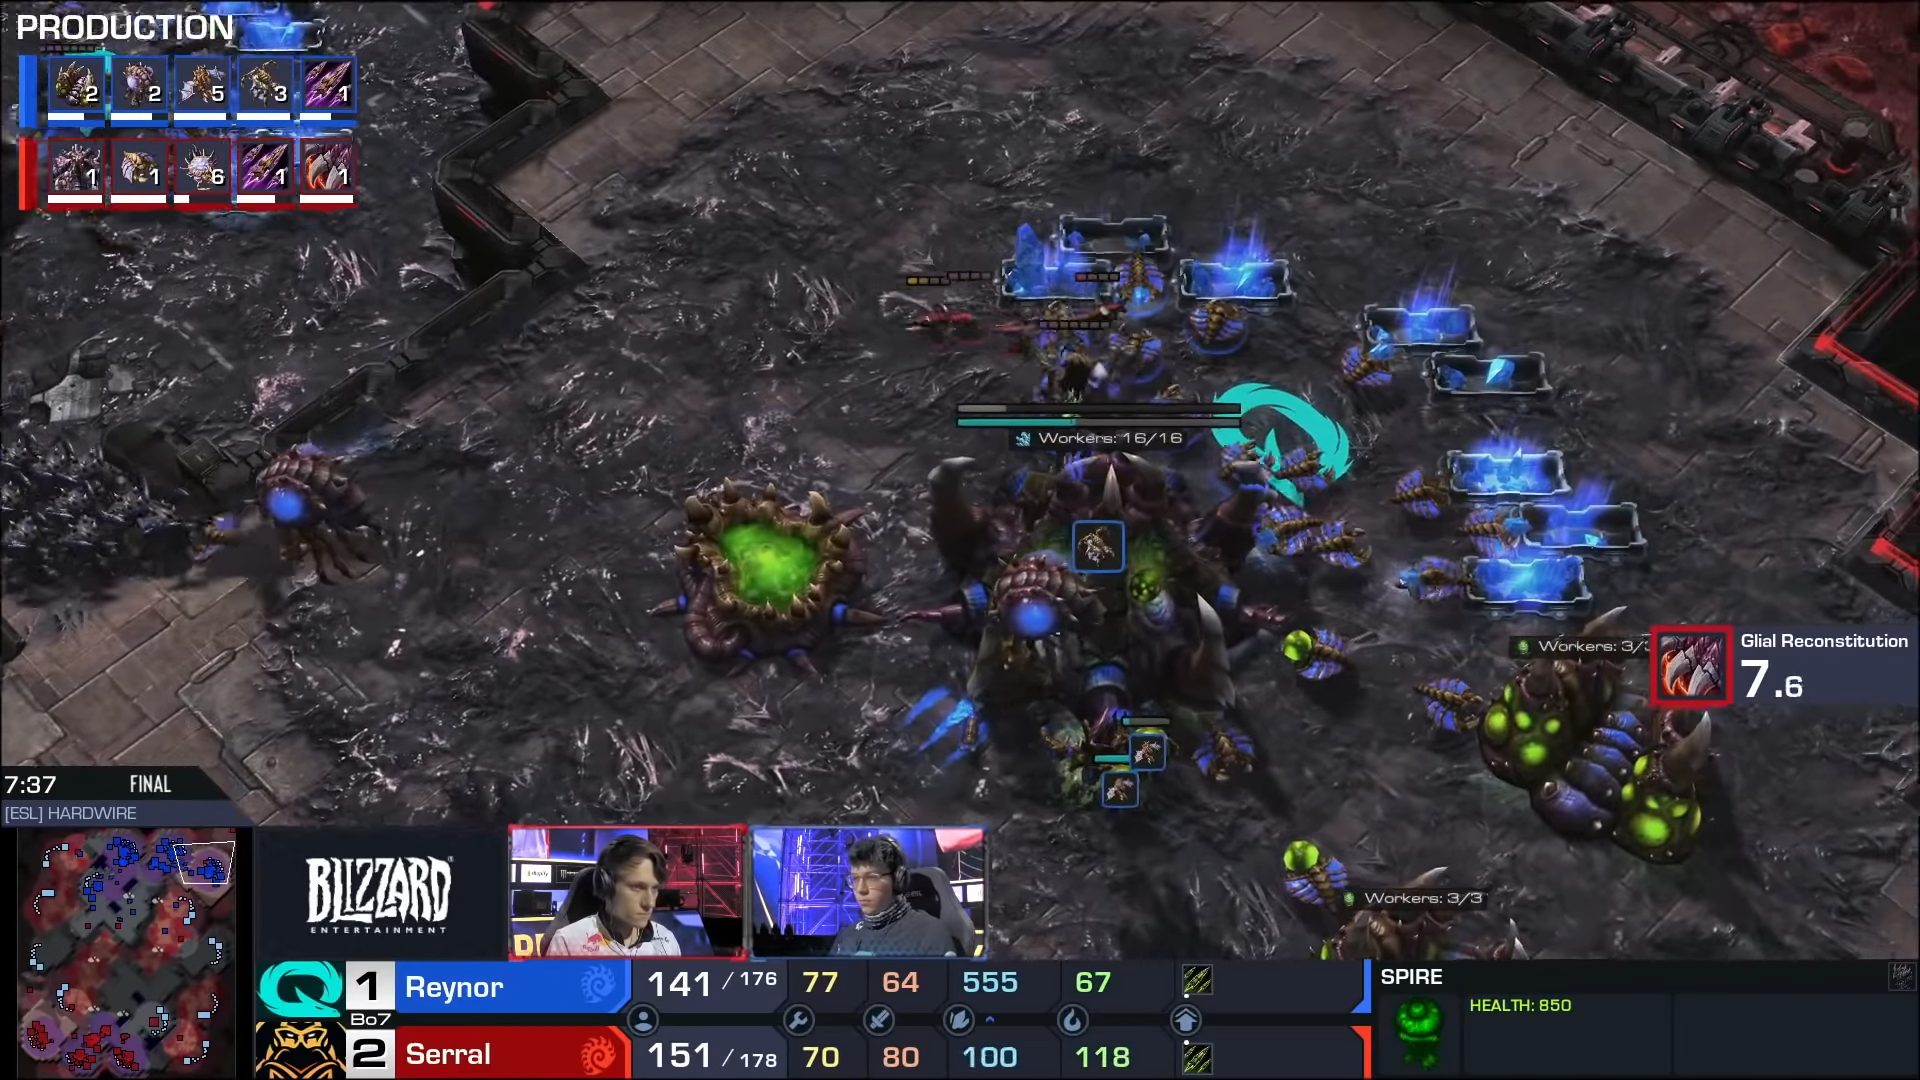 PRODUCTION
2 2 5 3 1
1 1 6 1 1
Workers: 16/16
Workers: 3/3
Glial Reconstitution
7.6
7:37 FINAL
[ESL] HARDWIRE
BLIZZARD
ENTERTAINMENT
Workers: 3/3
1 Reynor 141 / 176 77 64 555 67
Bo7
2 Serral 151 / 178 70 80 100 118
SPIRE
HEALTH: 850